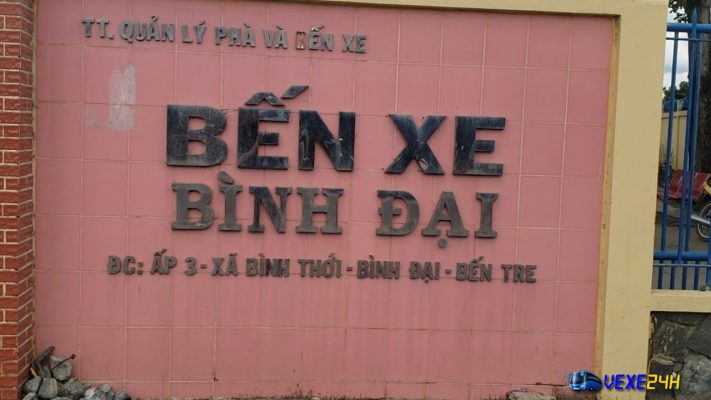 TT. QUẢN LÝ PHÀ VÀ BẾN XE
BẾN XE
BÌNH ĐẠI
ĐC: ẤP 3 - XÃ BÌNH THỚI - BÌNH ĐẠI - BẾN TRE
VEXE24H